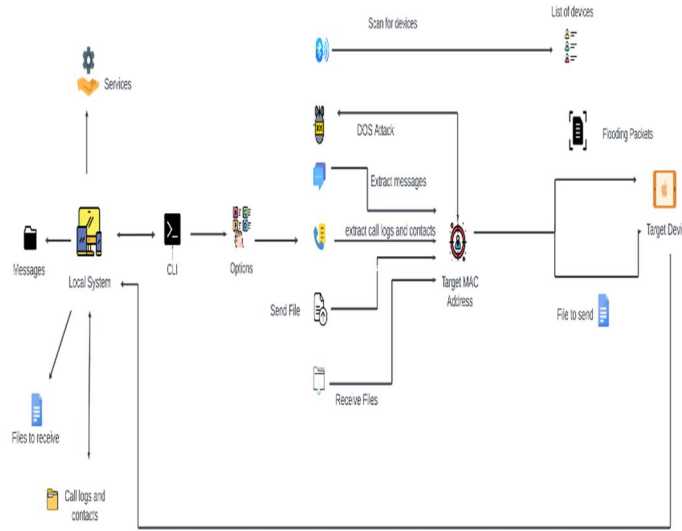 Scan for devices
List of devices
Services
DOS Attack
Flooding Packets
Extract messages
extract call logs and contacts
Messages
Local System
CLI
Options
Target MAC
Address
Target Devi
Send File
File to send
Receive Files
Files to receive
Call logs and
contacts